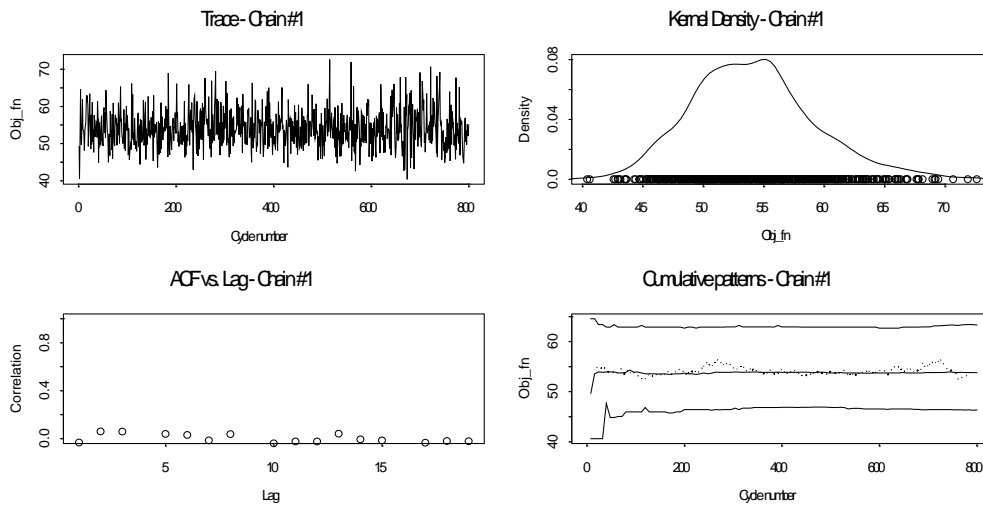 Trace - Chain #1
Obj_fn
40
50
60
70
0
200
400
600
800
Cycle number
Kernel Density - Chain #1
Density
0.0
0.04
0.08
40
45
50
55
60
65
70
Obj_fn
ACF vs. Lag - Chain #1
Correlation
0.0
0.4
0.8
5
10
15
Lag
Cumulative patterns - Chain #1
Obj_fn
40
50
60
0
200
400
600
800
Cycle number